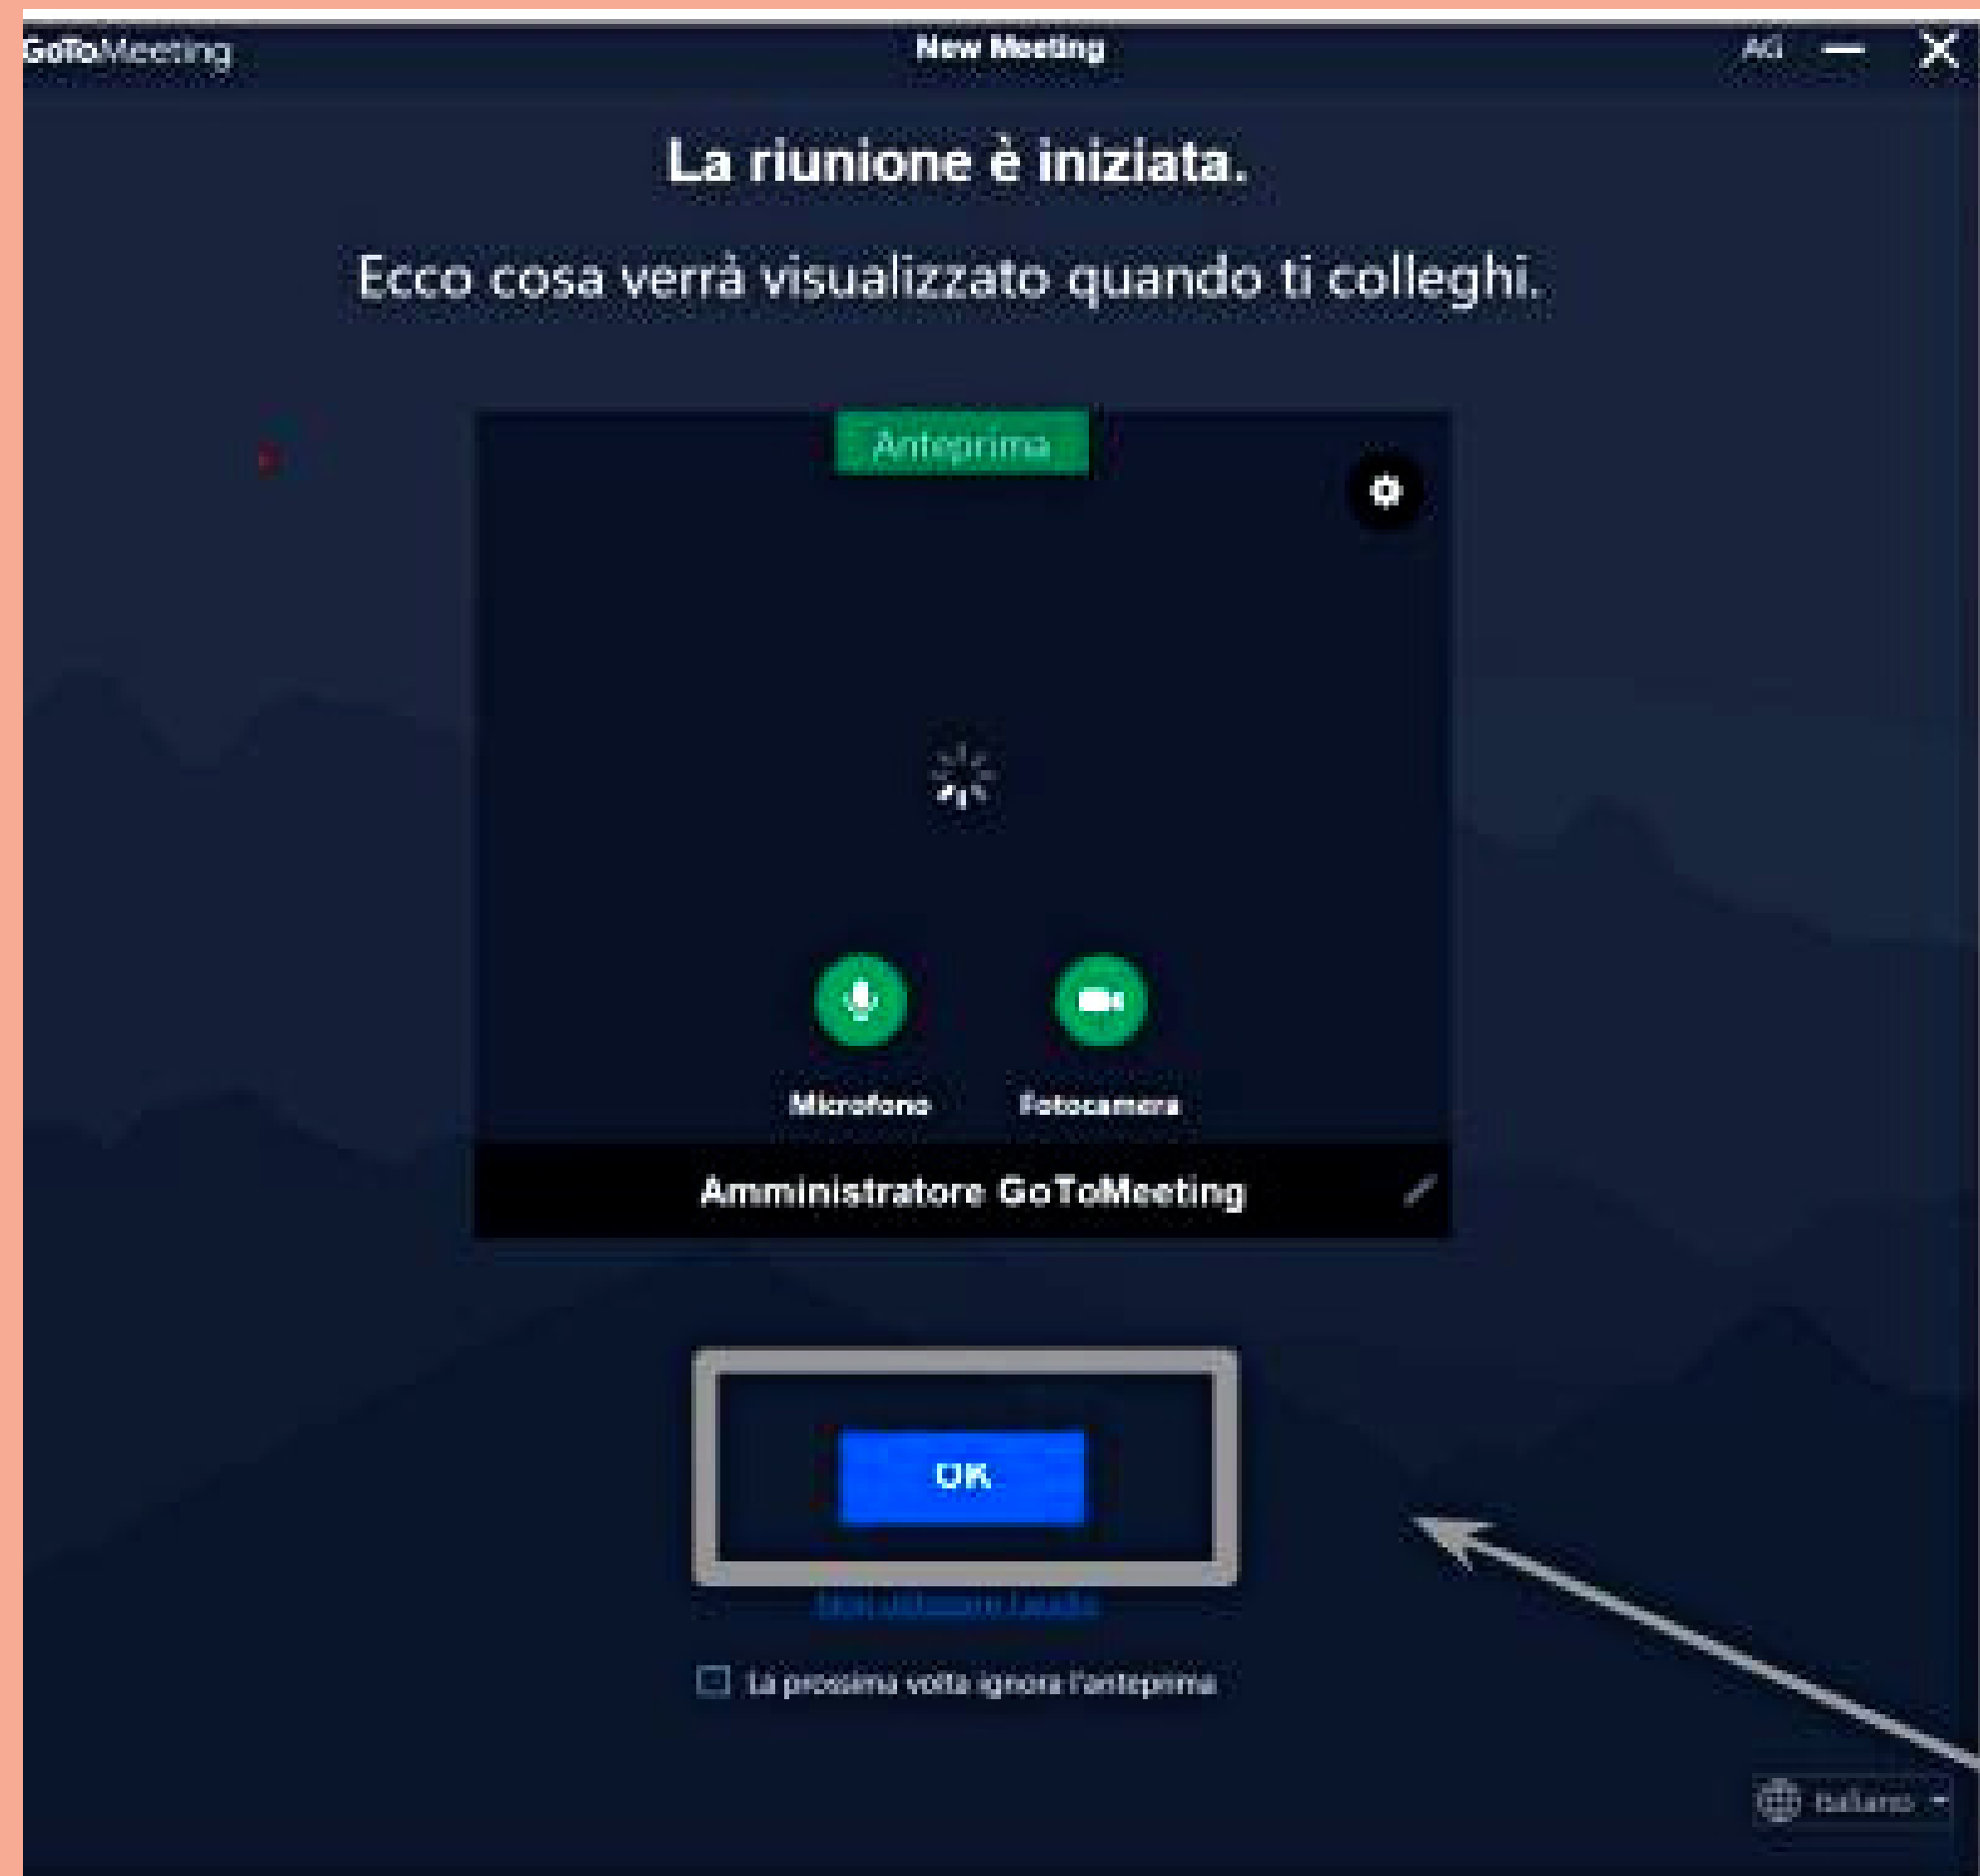 GoToMeeting
New Meeting
La riunione è iniziata.
Ecco cosa verrà visualizzato quando ti colleghi.
Anteprima
Microfono Fotocamera
Amministratore GoToMeeting
OK
La prossima volta ignora l'anteprima
Italiano